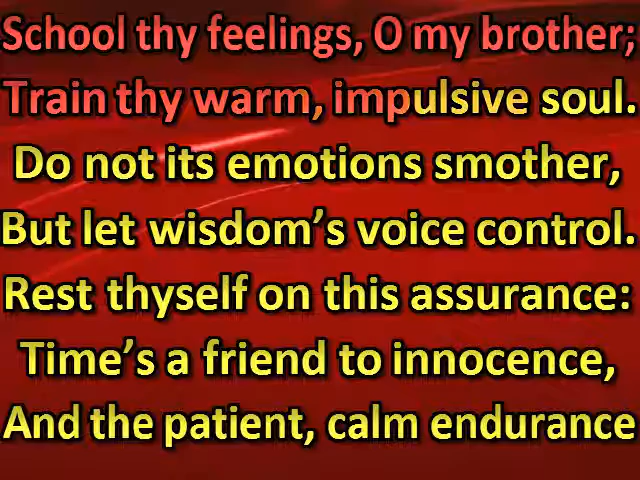 School thy feelings, O my brother;
Train thy warm, impulsive soul.
Do not its emotions smother,
But let wisdom’s voice control.
Rest thyself on this assurance:
Time’s a friend to innocence,
And the patient, calm endurance